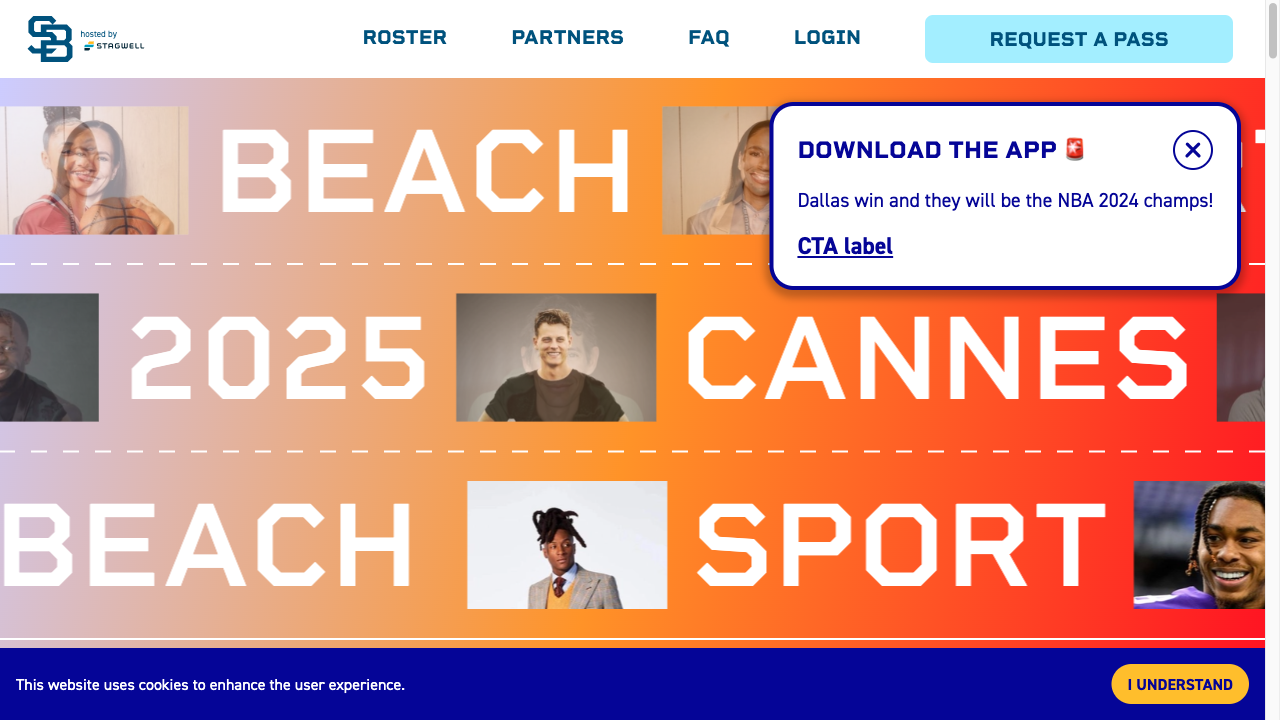 SB hosted by
STAGWELL
ROSTER PARTNERS FAQ LOGIN REQUEST A PASS
BEACH
DOWNLOAD THE APP 🚨
Dallas win and they will be the NBA 2024 champs!
CTA label
2025 CANNES
BEACH SPORT
This website uses cookies to enhance the user experience. I UNDERSTAND